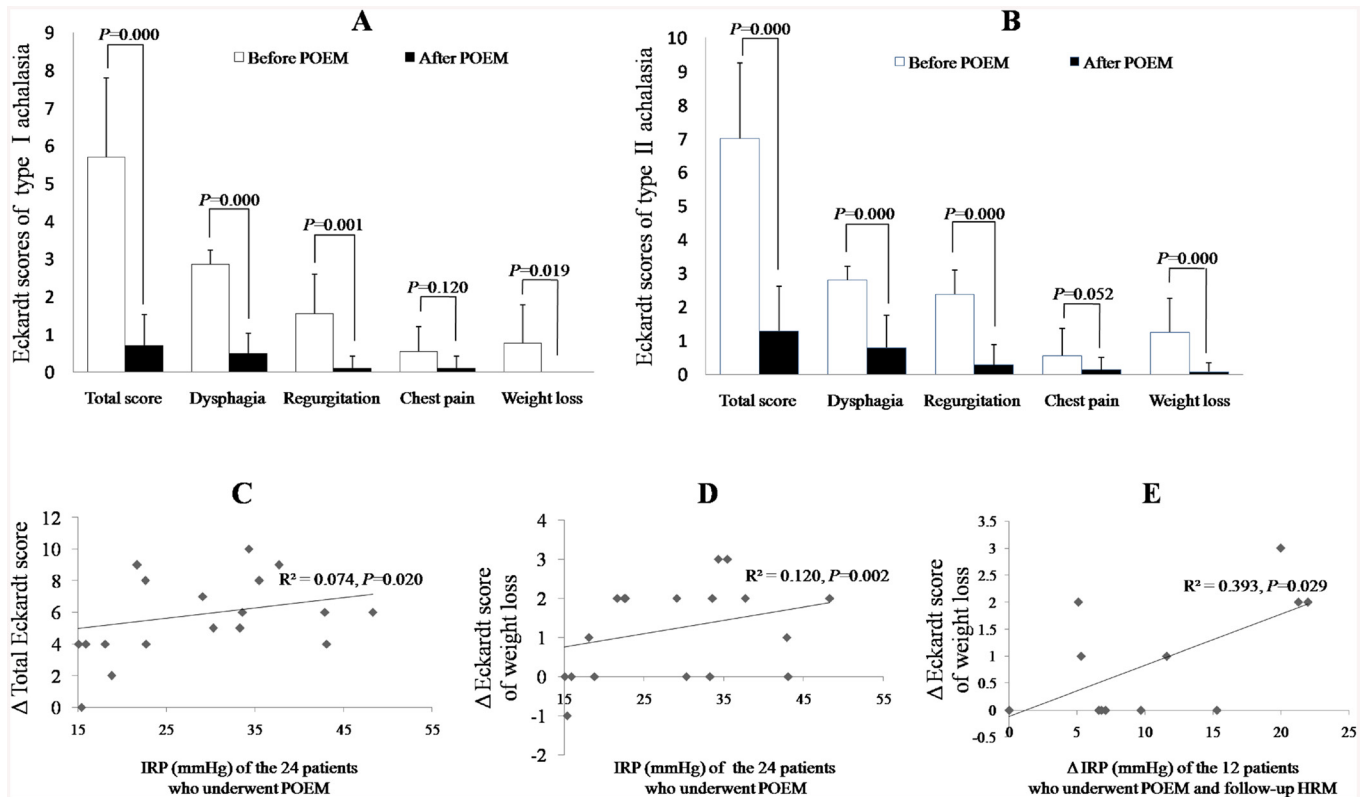 A
Eckardt scores of type I achalasia
9
8
7
6
5
4
3
2
1
0
Before POEM
After POEM
P=0.000
P=0.000
P=0.001
P=0.120
P=0.019
Total score
Dysphagia
Regurgitation
Chest pain
Weight loss
B
Eckardt scores of type II achalasia
10
9
8
7
6
5
4
3
2
1
0
Before POEM
After POEM
P=0.000
P=0.000
P=0.000
P=0.052
P=0.000
Total score
Dysphagia
Regurgitation
Chest pain
Weight loss
C
Δ Total Eckardt score
12
10
8
6
4
2
0
R² = 0.074, P=0.020
15
25
35
45
55
IRP (mmHg) of the 24 patients
who underwent POEM
D
Δ Eckardt score
of weight loss
4
3
2
1
0
-1
-2
R² = 0.120, P=0.002
15
25
35
45
55
IRP (mmHg) of the 24 patients
who underwent POEM
E
Δ Eckardt score
of weight loss
3.5
3
2.5
2
1.5
1
0.5
0
-0.5
R² = 0.393, P=0.029
0
5
10
15
20
25
Δ IRP (mmHg) of the 12 patients
who underwent POEM and follow-up HRM